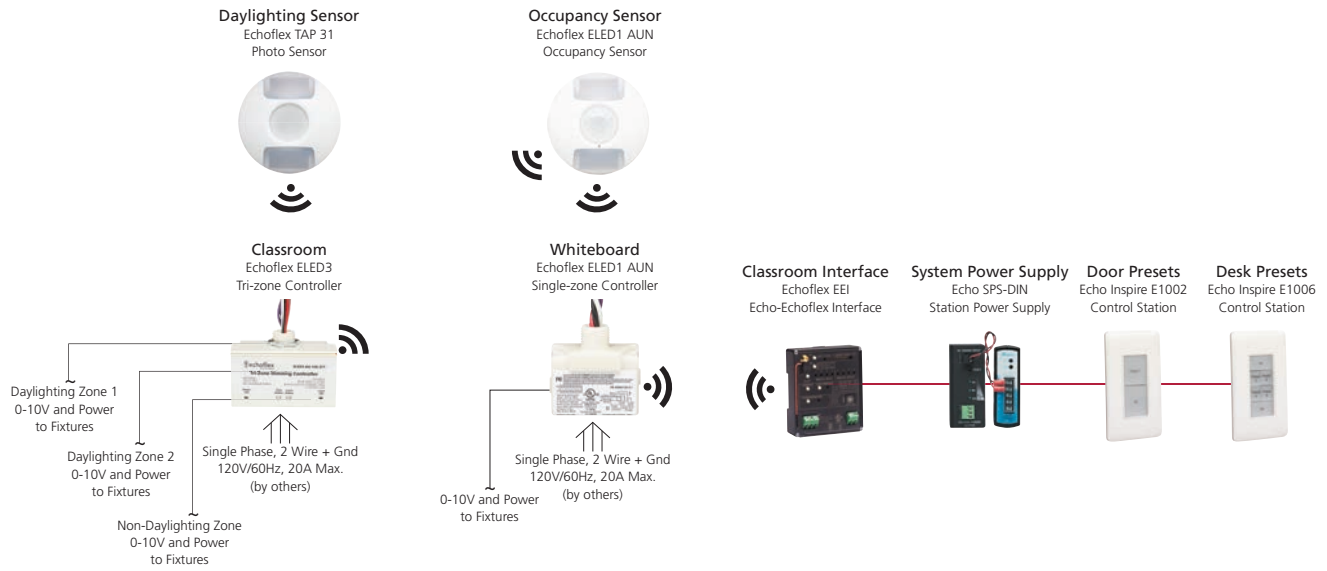 Daylighting Sensor
Echoflex TAP 31
Photo Sensor
Occupancy Sensor
Echoflex ELED1 AUN
Occupancy Sensor
Classroom
Echoflex ELED3
Tri-zone Controller
Whiteboard
Echoflex ELED1 AUN
Single-zone Controller
Classroom Interface
Echoflex EEI
Echo-Echoflex Interface
System Power Supply
Echo SPS-DIN
Station Power Supply
Door Presets
Echo Inspire E1002
Control Station
Desk Presets
Echo Inspire E1006
Control Station
echoflex
Tri-Zone Dimming Controller
Daylighting Zone 1
0-10V and Power
to Fixtures
Daylighting Zone 2
0-10V and Power
to Fixtures
Non-Daylighting Zone
0-10V and Power
to Fixtures
Single Phase, 2 Wire + Gnd
120V/60Hz, 20A Max.
(by others)
0-10V and Power
to Fixtures
Single Phase, 2 Wire + Gnd
120V/60Hz, 20A Max.
(by others)